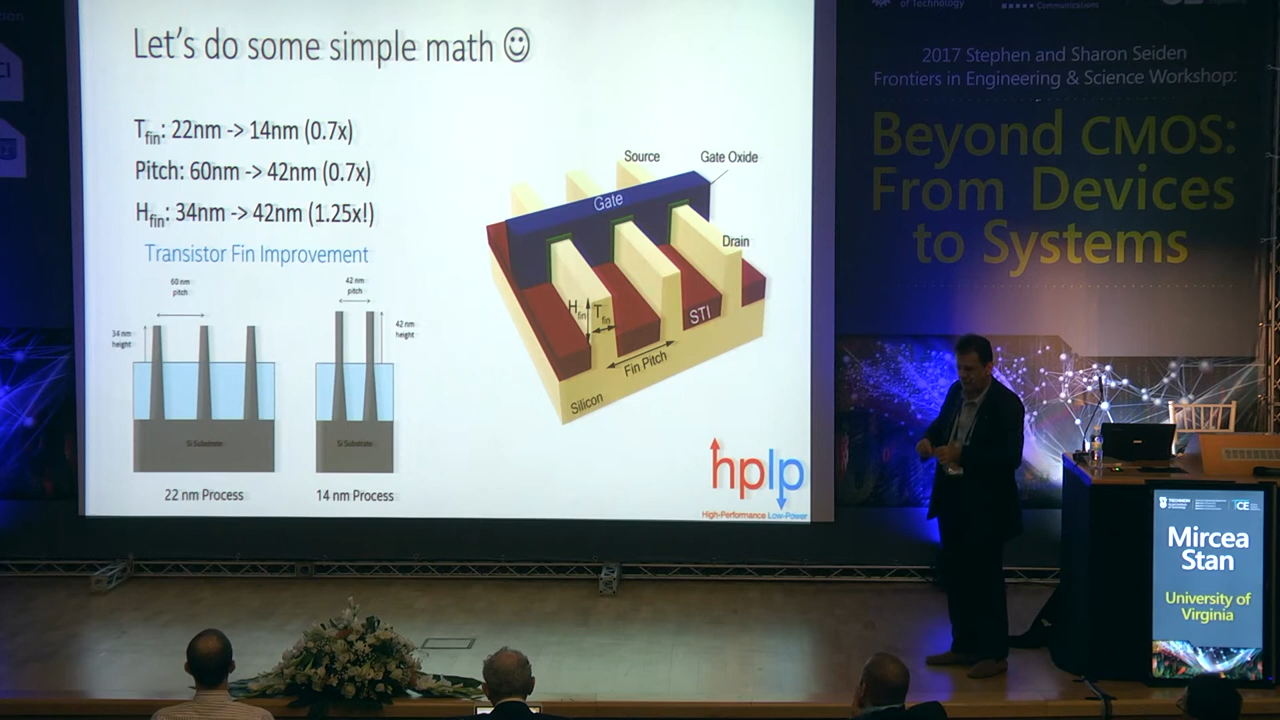 Let's do some simple math ☺
Tfin: 22nm -> 14nm (0.7x)
Pitch: 60nm -> 42nm (0.7x)
Hfin: 34nm -> 42nm (1.25x!)
Transistor Fin Improvement
60 nm
pitch
34 nm
height
Si Substrate
22 nm Process
42 nm
pitch
42 nm
height
Si Substrate
14 nm Process
Source
Gate Oxide
Gate
Drain
Hfin
Tfin
STI
Fin Pitch
Silicon
hplp
High-Performance Low-Power
of Technology
Communications
2017 Stephen and Sharon Seiden
Frontiers in Engineering & Science Workshop:
Beyond CMOS:
From Devices
to Systems
TECHNION
Mircea
Stan
University of
Virginia